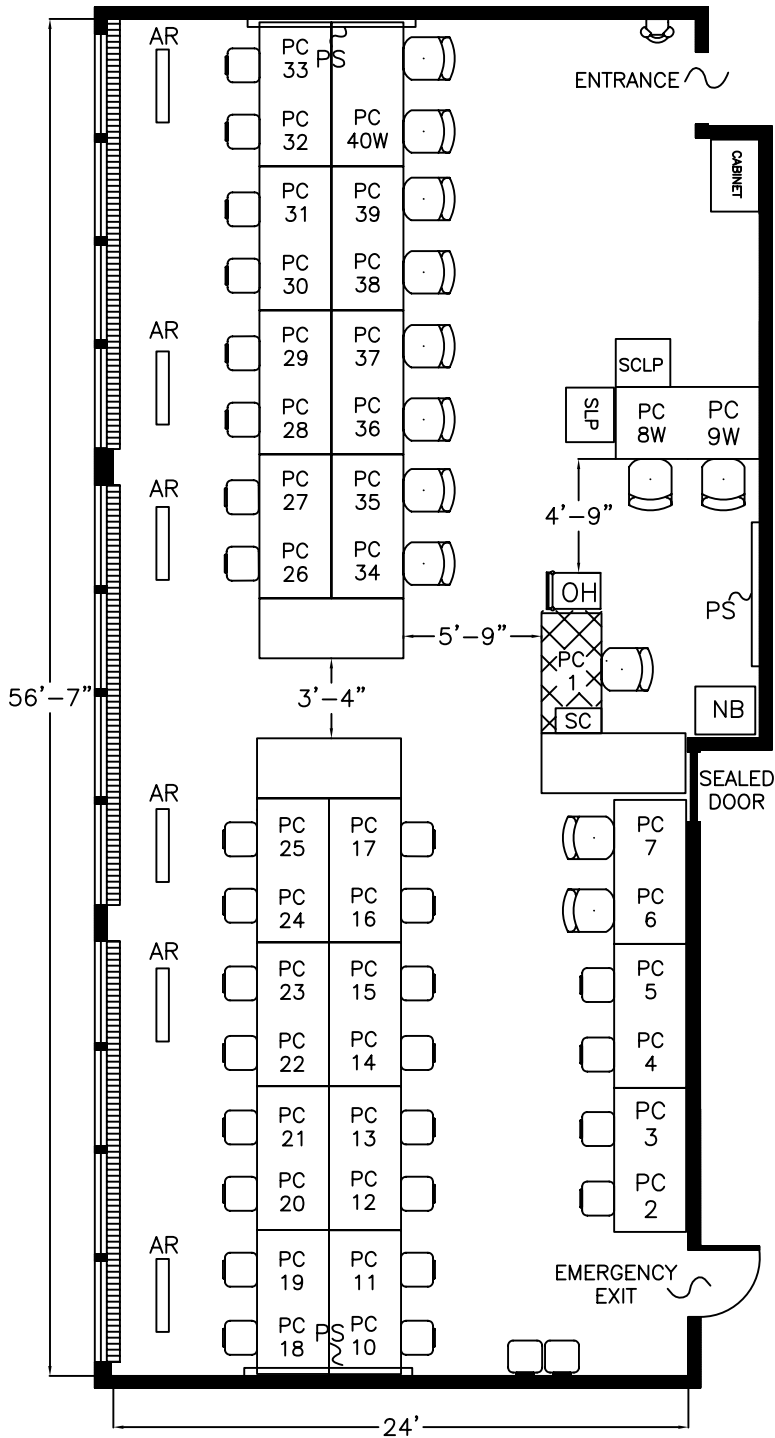 AR
PC
33
PS
ENTRANCE
PC
32
PC
40W
CABINET
PC
31
PC
39
PC
30
PC
38
AR
PC
29
PC
37
SCLP
PC
28
PC
36
SLP
PC
8W
PC
9W
AR
PC
27
PC
35
4'-9"
PC
26
PC
34
OH
PS
5'-9"
PC
1
56'-7"
3'-4"
SC
NB
SEALED
DOOR
AR
PC
25
PC
17
PC
7
PC
24
PC
16
PC
6
AR
PC
23
PC
15
PC
5
PC
22
PC
14
PC
4
PC
21
PC
13
PC
3
PC
20
PC
12
PC
2
AR
PC
19
PC
11
EMERGENCY
EXIT
PC
18
PS
PC
10
24'